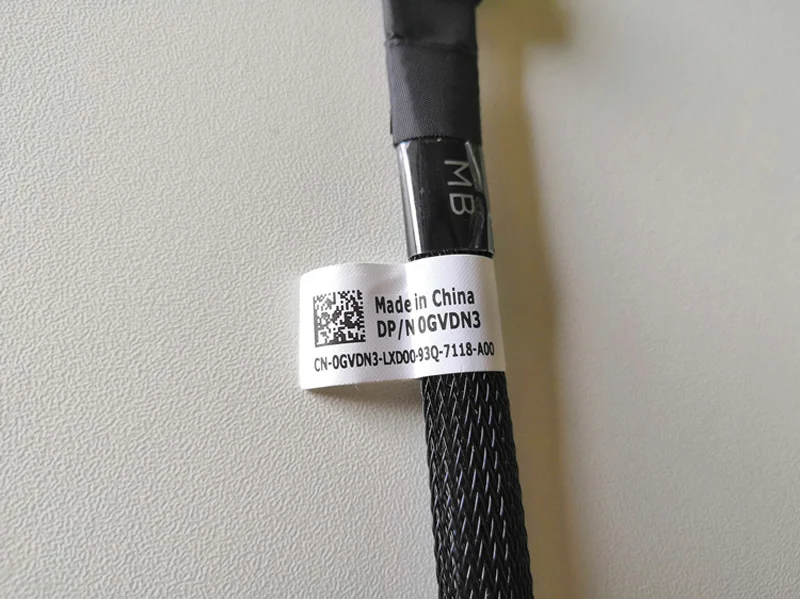 MB
Made in China
DP/N 0GVDN3
CN-0GVDN3-LXD00-93Q-7118-A00